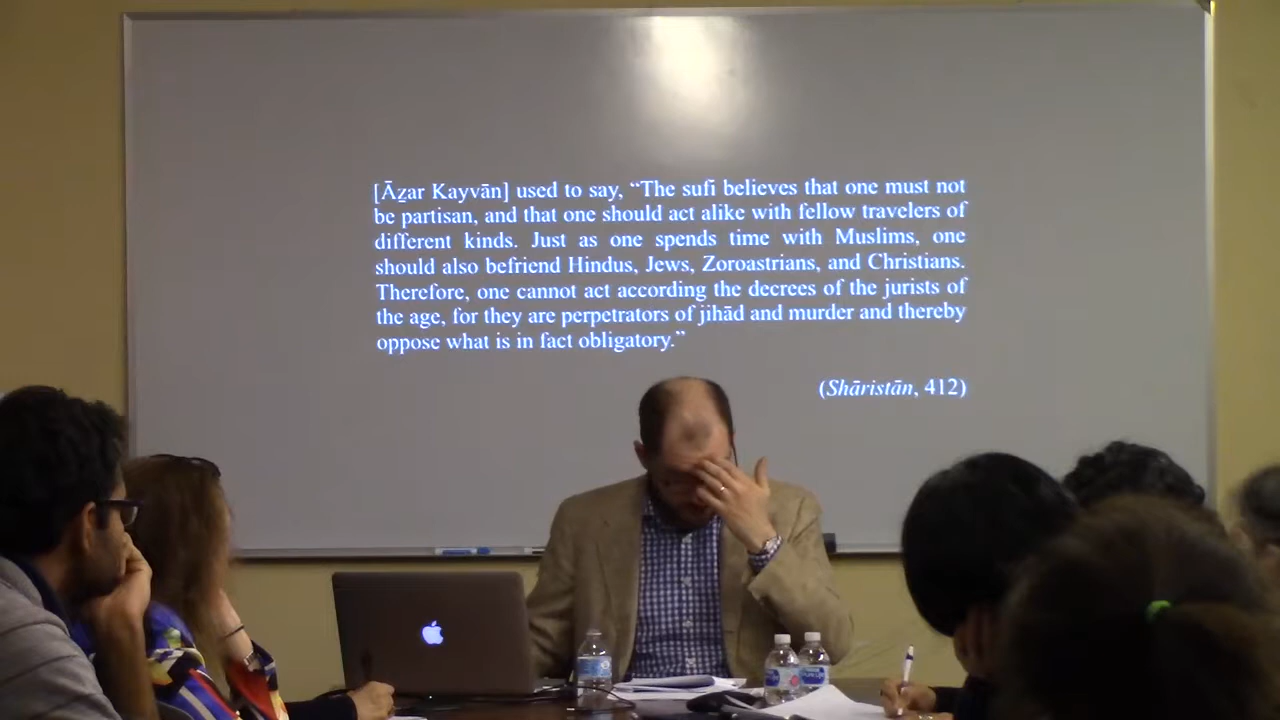 [Āẕar Kayvān] used to say, “The sufi believes that one must not
be partisan, and that one should act alike with fellow travelers of
different kinds. Just as one spends time with Muslims, one
should also befriend Hindus, Jews, Zoroastrians, and Christians.
Therefore, one cannot act according the decrees of the jurists of
the age, for they are perpetrators of jihād and murder and thereby
oppose what is in fact obligatory.”
(Shāristān, 412)